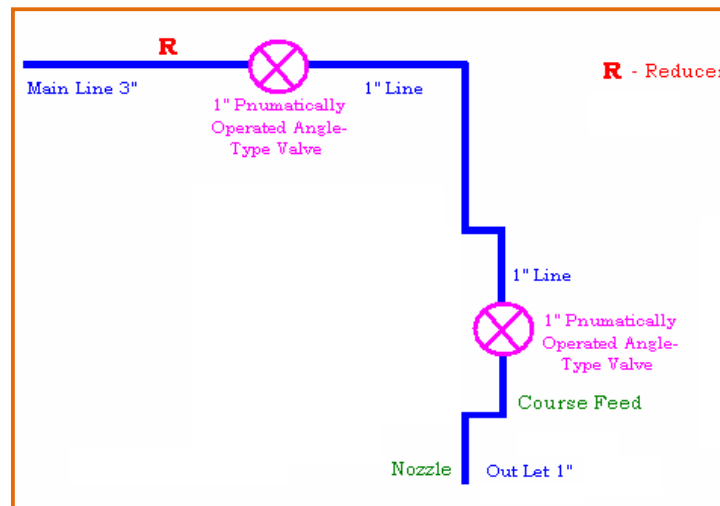 R
R - Reducer
Main Line 3"
1" Line
1" Pnumatically
Operated Angle-
Type Valve
1" Line
1" Pnumatically
Operated Angle-
Type Valve
Course Feed
Nozzle
Out Let 1"